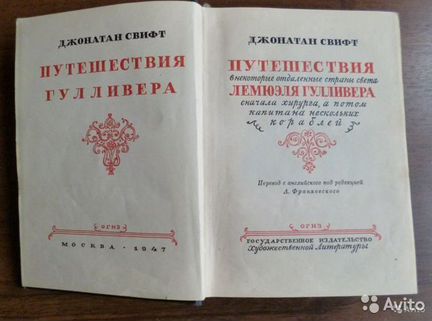 ДЖОНАТАН СВИФТ
ПУТЕШЕСТВИЯ
ГУЛЛИВЕРА
ОГИЗ
МОСКВА · 1947
ДЖОНАТАН СВИФТ
ПУТЕШЕСТВИЯ
в некоторые отдаленные страны света
ЛЕМЮЭЛЯ ГУЛЛИВЕРА
сначала хирурга, а потом
капитана нескольких
кораблей
Перевод с английского под редакцией
А. Франковского
ОГИЗ
ГОСУДАРСТВЕННОЕ ИЗДАТЕЛЬСТВО
Художественной Литературы
Avito